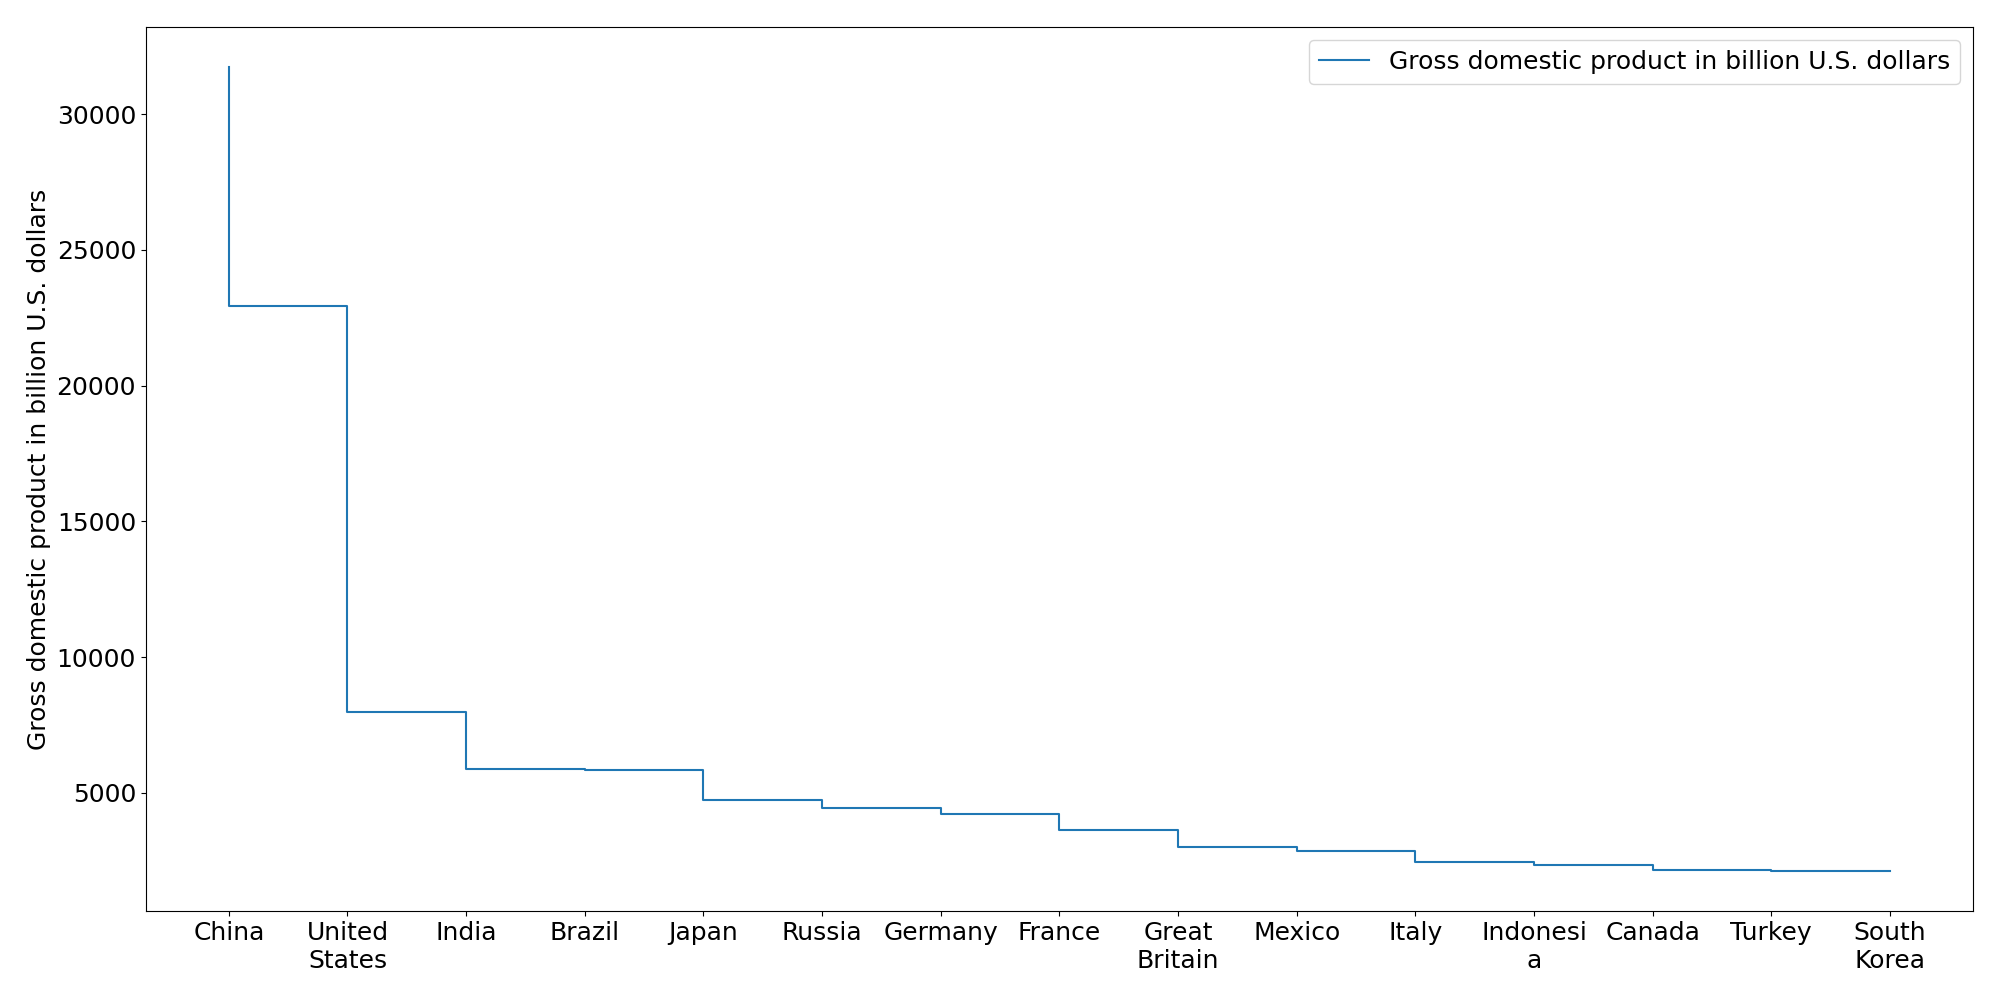 Gross domestic product in billion U.S. dollars
Gross domestic product in billion U.S. dollars
30000
25000
20000
15000
10000
5000
China
United
States
India
Brazil
Japan
Russia
Germany
France
Great
Britain
Mexico
Italy
Indonesi
a
Canada
Turkey
South
Korea